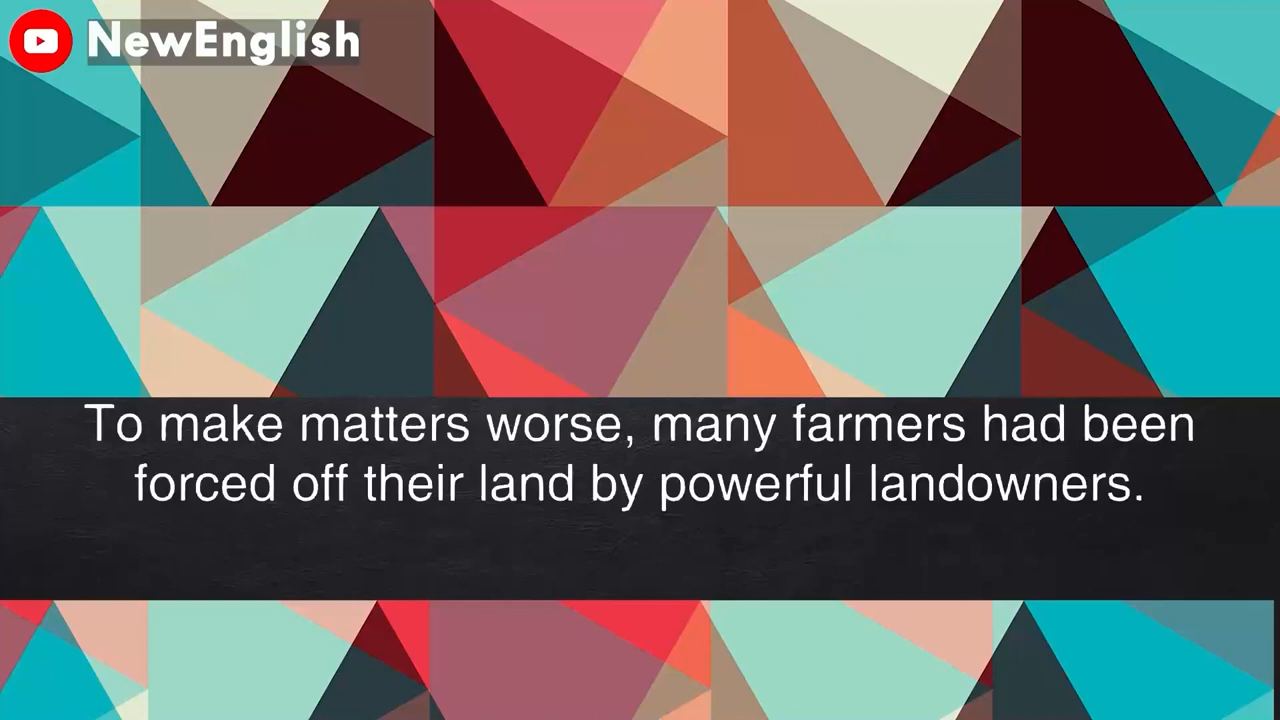 NewEnglish
To make matters worse, many farmers had been
forced off their land by powerful landowners.